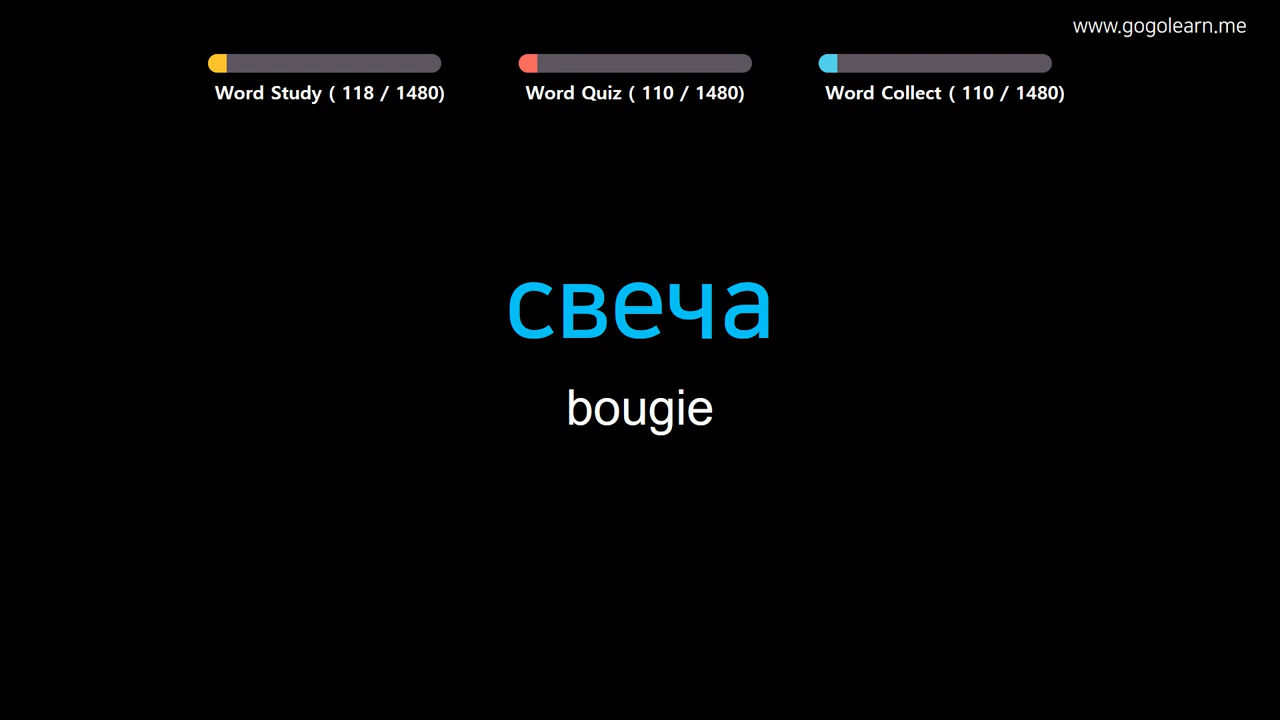 www.gogolearn.me
Word Study ( 118 / 1480)
Word Quiz ( 110 / 1480)
Word Collect ( 110 / 1480)
свеча
bougie